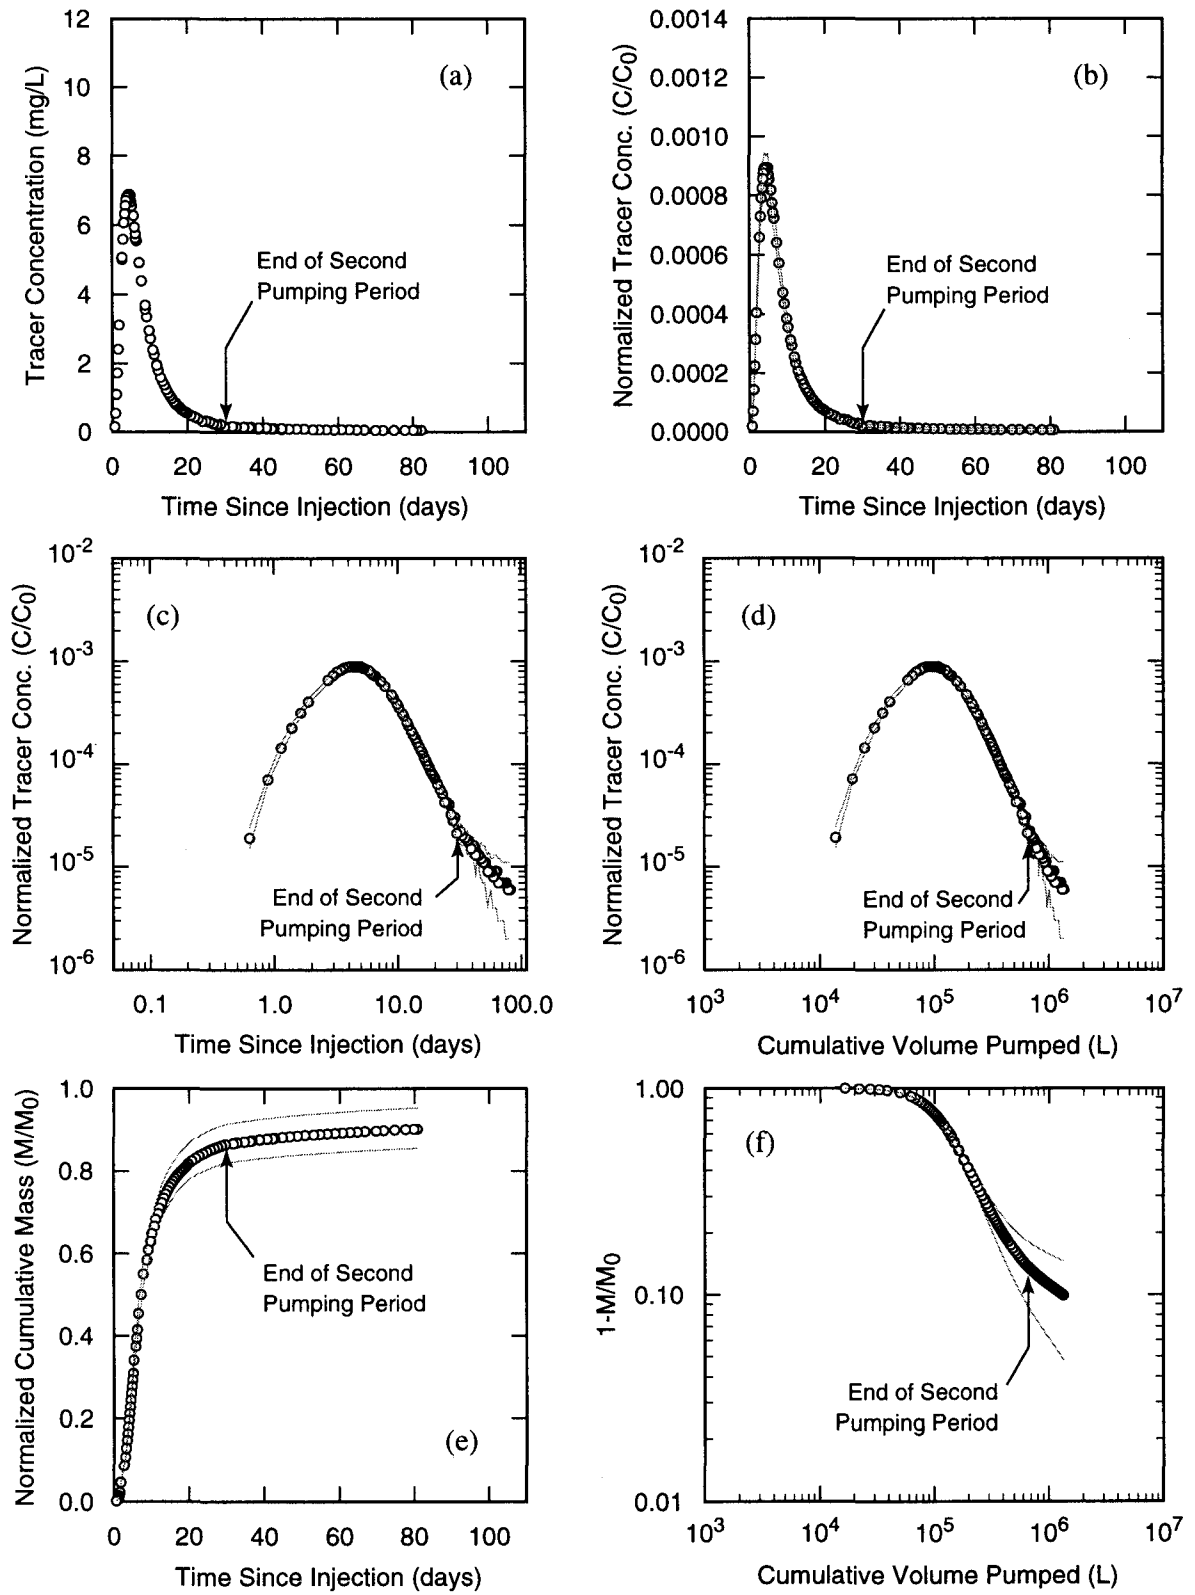 (a)
Tracer Concentration (mg/L)
12
10
8
6
4
2
0
End of Second
Pumping Period
0 20 40 60 80 100
Time Since Injection (days)
(b)
Normalized Tracer Conc. (C/C0)
0.0014
0.0012
0.0010
0.0008
0.0006
0.0004
0.0002
0.0000
End of Second
Pumping Period
0 20 40 60 80 100
Time Since Injection (days)
(c)
Normalized Tracer Conc. (C/C0)
10-2
10-3
10-4
10-5
10-6
End of Second
Pumping Period
0.1 1.0 10.0 100.0
Time Since Injection (days)
(d)
Normalized Tracer Conc. (C/C0)
10-2
10-3
10-4
10-5
10-6
End of Second
Pumping Period
103 104 105 106 107
Cumulative Volume Pumped (L)
(e)
Normalized Cumulative Mass (M/M0)
1.0
0.8
0.6
0.4
0.2
0.0
End of Second
Pumping Period
0 20 40 60 80 100
Time Since Injection (days)
(f)
1-M/M0
1.00
0.10
0.01
End of Second
Pumping Period
103 104 105 106 107
Cumulative Volume Pumped (L)